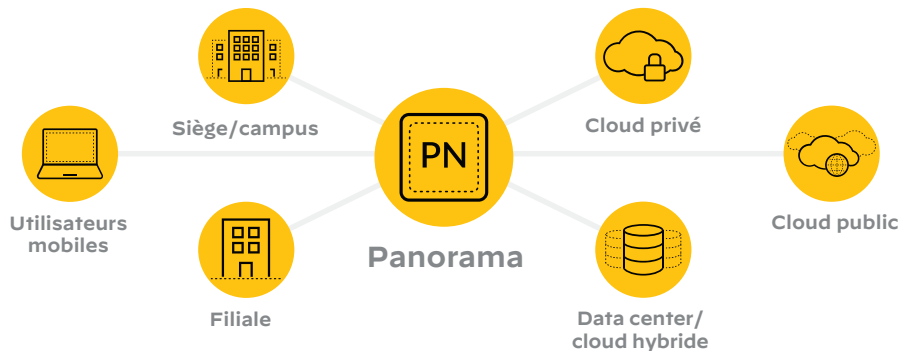 Siège/campus
Cloud privé
PN
Utilisateurs
mobiles
Cloud public
Panorama
Filiale
Data center/
cloud hybride